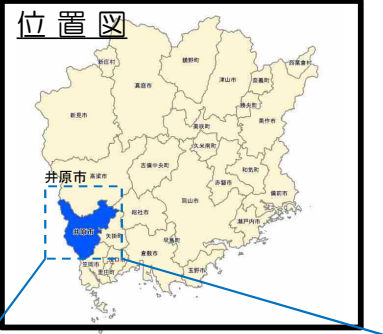 位置図
新庄村
鏡野町
西粟倉村
真庭市
津山市
奈義町
勝央町
新見市
美作市
美咲町
久米南町
井原市
高梁市
吉備中央町
和気町
赤磐市
備前市
総社市
岡山市
瀬戸内市
井原市
矢掛町
早島町
倉敷市
笠岡市
里庄町
玉野市